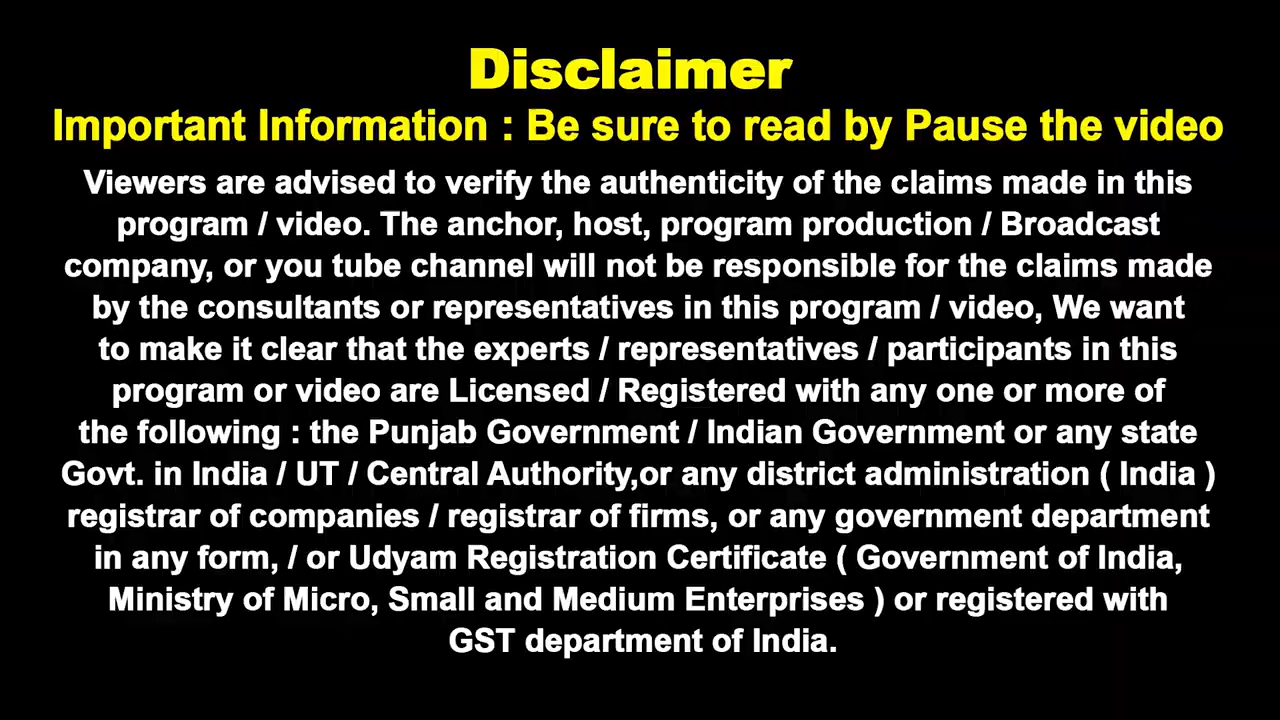 Disclaimer
Important Information : Be sure to read by Pause the video
Viewers are advised to verify the authenticity of the claims made in this
program / video. The anchor, host, program production / Broadcast
company, or you tube channel will not be responsible for the claims made
by the consultants or representatives in this program / video, We want
to make it clear that the experts / representatives / participants in this
program or video are Licensed / Registered with any one or more of
the following : the Punjab Government / Indian Government or any state
Govt. in India / UT / Central Authority,or any district administration ( India )
registrar of companies / registrar of firms, or any government department
in any form, / or Udyam Registration Certificate ( Government of India,
Ministry of Micro, Small and Medium Enterprises ) or registered with
GST department of India.